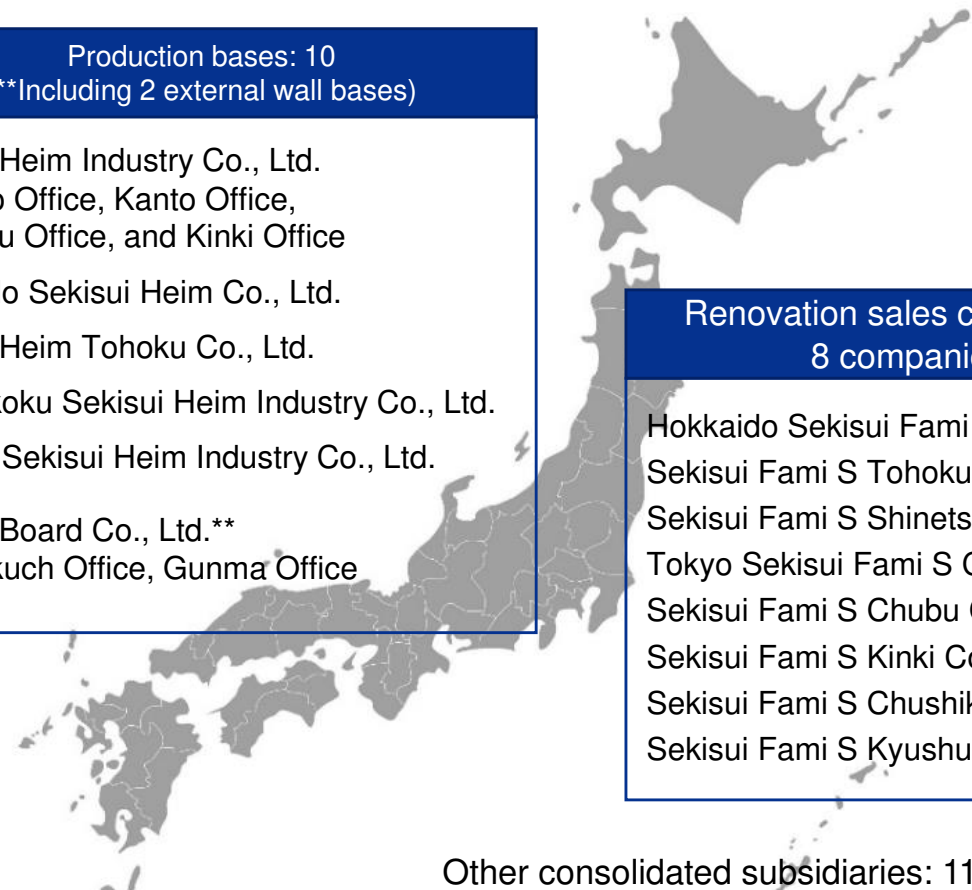 Production bases: 10
**Including 2 external wall bases)
Heim Industry Co., Ltd.
Office, Kanto Office,
Office, and Kinki Office
Sekisui Heim Co., Ltd.
Heim Tohoku Co., Ltd.
Sekisui Heim Industry Co., Ltd.
Sekisui Heim Industry Co., Ltd.
Board Co., Ltd.**
Office, Gunma Office
Renovation sales
8
Hokkaido Sekisui Fami
Sekisui Fami S Tohoku
Sekisui Fami S
Tokyo Sekisui Fami S
Sekisui Fami S Chubu
Sekisui Fami S Kinki
Sekisui Fami S
Sekisui Fami S Kyushu
Other consolidated subsidiaries: 11